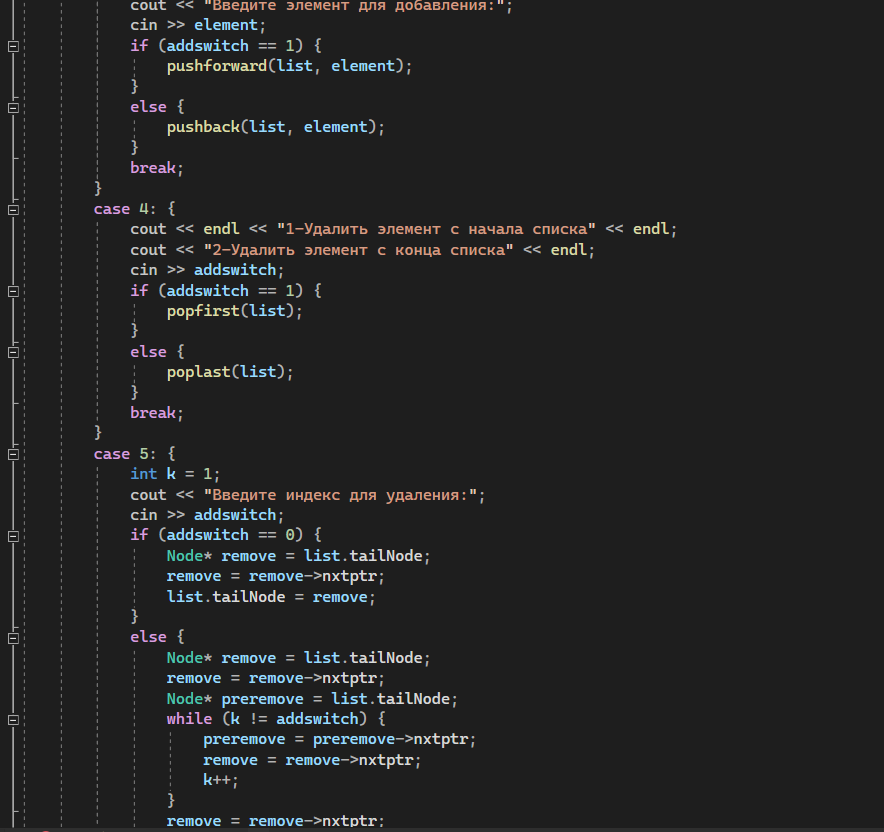 cout << "Введите элемент для добавления:";
cin >> element;
if (addswitch == 1) {
pushforward(list, element);
}
else {
pushback(list, element);
}
break;
}
case 4: {
cout << endl << "1-Удалить элемент с начала списка" << endl;
cout << "2-Удалить элемент с конца списка" << endl;
cin >> addswitch;
if (addswitch == 1) {
popfirst(list);
}
else {
poplast(list);
}
break;
}
case 5: {
int k = 1;
cout << "Введите индекс для удаления:";
cin >> addswitch;
if (addswitch == 0) {
Node* remove = list.tailNode;
remove = remove->nxtptr;
list.tailNode = remove;
}
else {
Node* remove = list.tailNode;
remove = remove->nxtptr;
Node* preremove = list.tailNode;
while (k != addswitch) {
preremove = preremove->nxtptr;
remove = remove->nxtptr;
k++;
}
remove = remove->nxtptr;